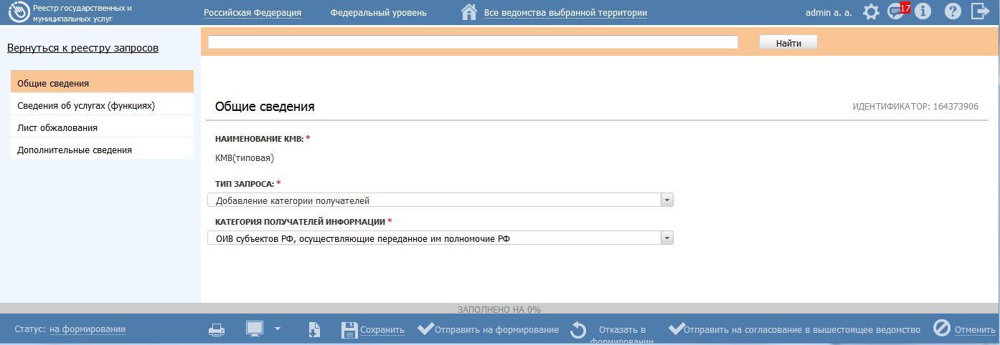 Реестр государственных и
муниципальных услуг
Российская Федерация
Федеральный уровень
Все ведомства выбранной территории
admin a. a.
17
Вернуться к реестру запросов
Найти
Общие сведения
Сведения об услугах (функциях)
Лист обжалования
Дополнительные сведения
Общие сведения
ИДЕНТИФИКАТОР: 164373906
НАИМЕНОВАНИЕ КМВ: *
КМВ(типовая)
ТИП ЗАПРОСА: *
Добавление категории получателей
КАТЕГОРИЯ ПОЛУЧАТЕЛЕЙ ИНФОРМАЦИИ *
ОИВ субъектов РФ, осуществляющие переданное им полномочие РФ
ЗАПОЛНЕНО НА 0%
Статус: на формировании
Сохранить
Отправить на формирование
Отказать в
формировании
Отправить на согласование в вышестоящее ведомство
Отменить